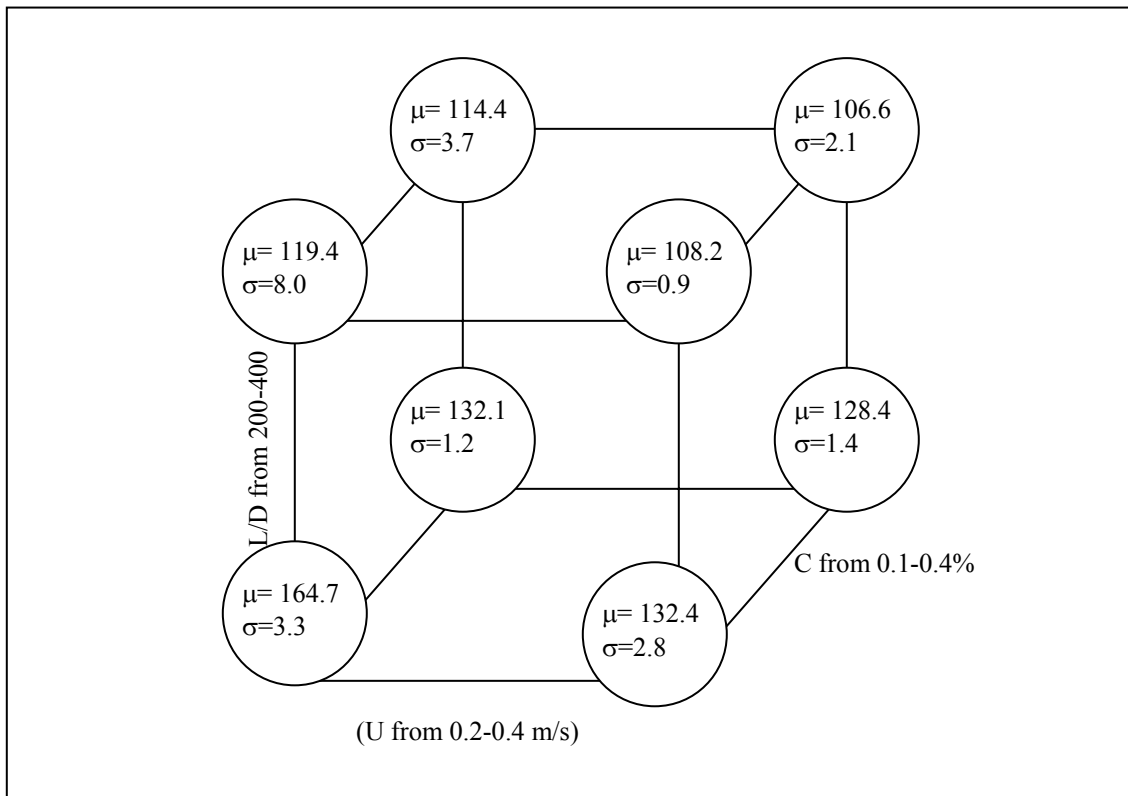 μ= 114.4
σ=3.7
μ= 106.6
σ=2.1
μ= 119.4
σ=8.0
μ= 108.2
σ=0.9
L/D from 200-400
μ= 132.1
σ=1.2
μ= 128.4
σ=1.4
C from 0.1-0.4%
μ= 164.7
σ=3.3
μ= 132.4
σ=2.8
(U from 0.2-0.4 m/s)